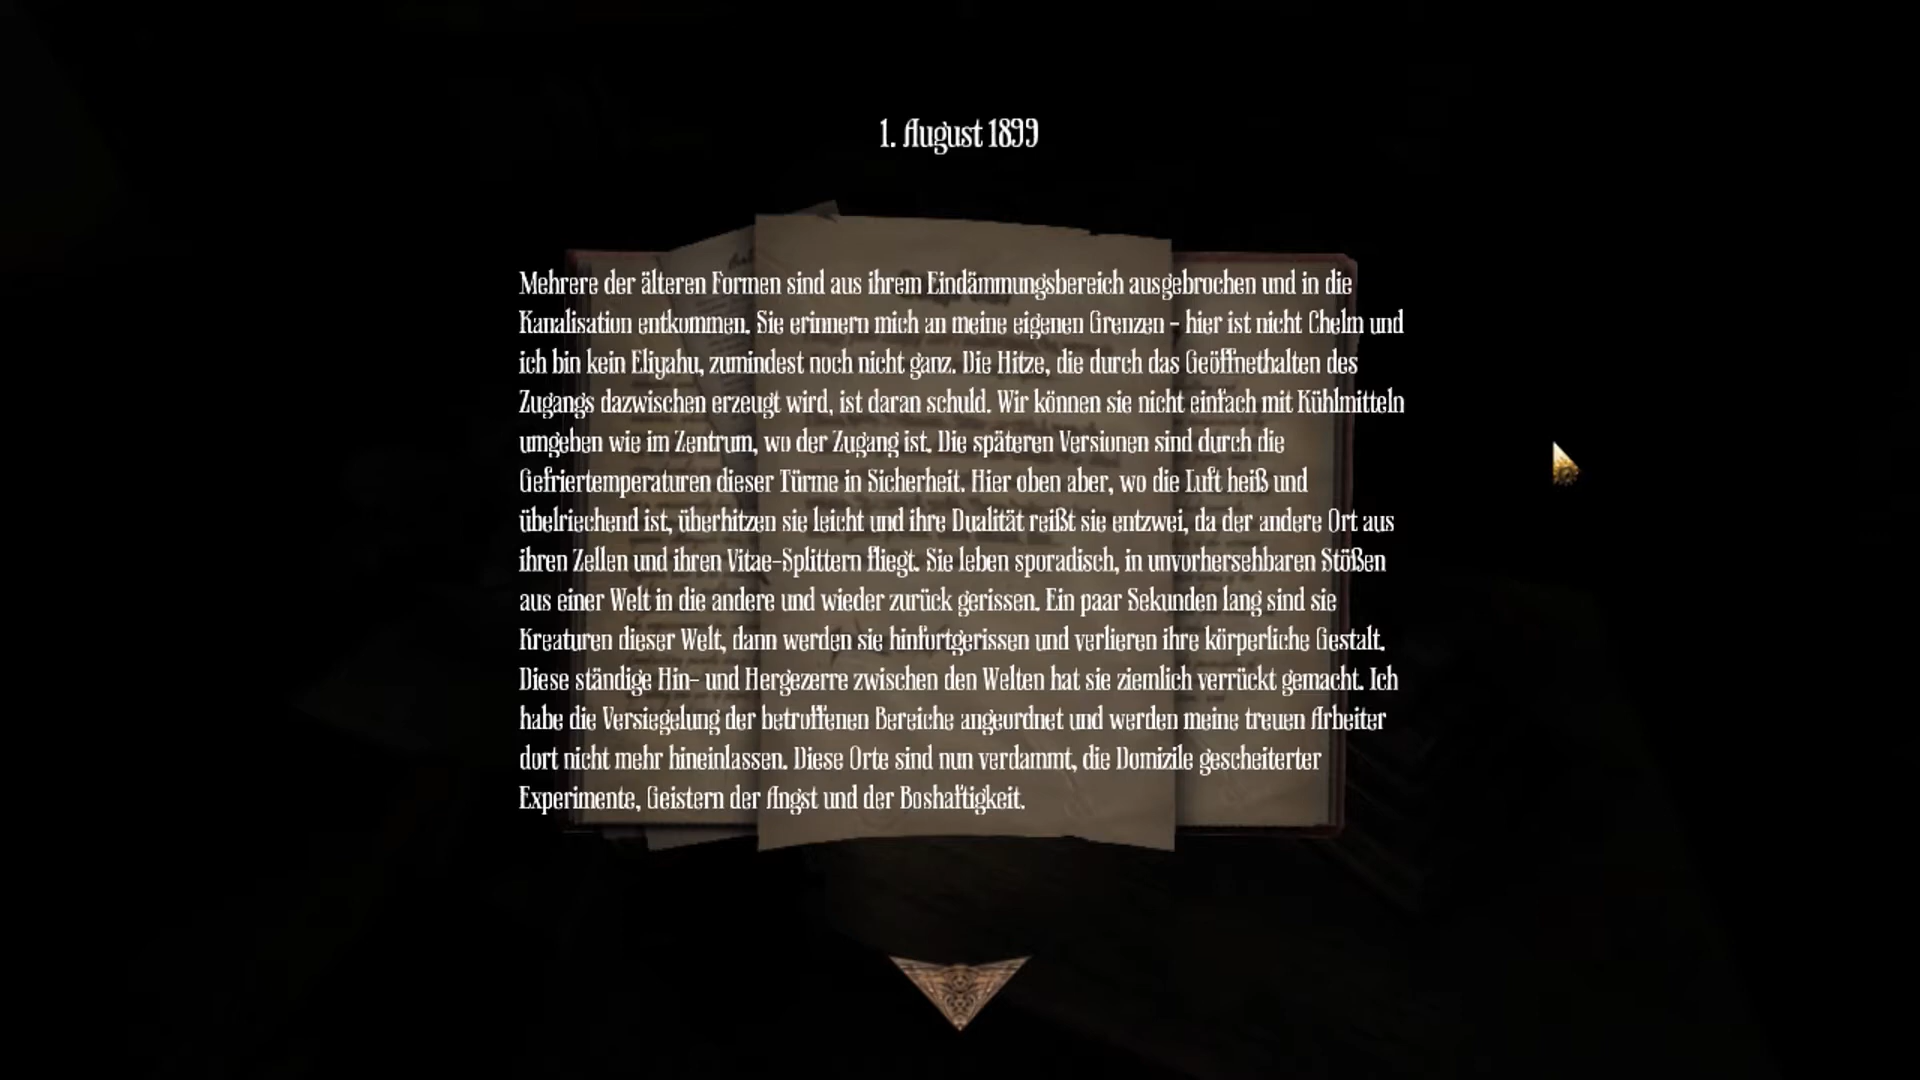 1. August 1899
Mehrere der älteren Formen sind aus ihrem Eindämmungsbereich ausgebrochen und in die
Kanalisation entkommen. Sie erinnern mich an meine eigenen Grenzen - hier ist nicht Chelm und
ich bin kein Eliyahu, zumindest noch nicht ganz. Die Hitze, die durch das Geöffnethalten des
Zugangs dazwischen erzeugt wird, ist daran schuld. Wir können sie nicht einfach mit Kühlmitteln
umgeben wie im Zentrum, wo der Zugang ist. Die späteren Versionen sind durch die
Gefriertemperaturen dieser Türme in Sicherheit. Hier oben aber, wo die Luft heiß und
übelriechend ist, überhitzen sie leicht und ihre Dualität reißt sie entzwei, da der andere Ort aus
ihren Zellen und ihren Vitae-Splittern fliegt. Sie leben sporadisch, in unvorhersehbaren Stößen
aus einer Welt in die andere und wieder zurück gerissen. Ein paar Sekunden lang sind sie
Kreaturen dieser Welt, dann werden sie hinfortgerissen und verlieren ihre körperliche Gestalt.
Diese ständige Hin- und Hergezerre zwischen den Welten hat sie ziemlich verrückt gemacht. Ich
habe die Versiegelung der betroffenen Bereiche angeordnet und werden meine treuen Arbeiter
dort nicht mehr hineinlassen. Diese Orte sind nun verdammt, die Domizile gescheiterter
Experimente, Geistern der Angst und der Boshaftigkeit.